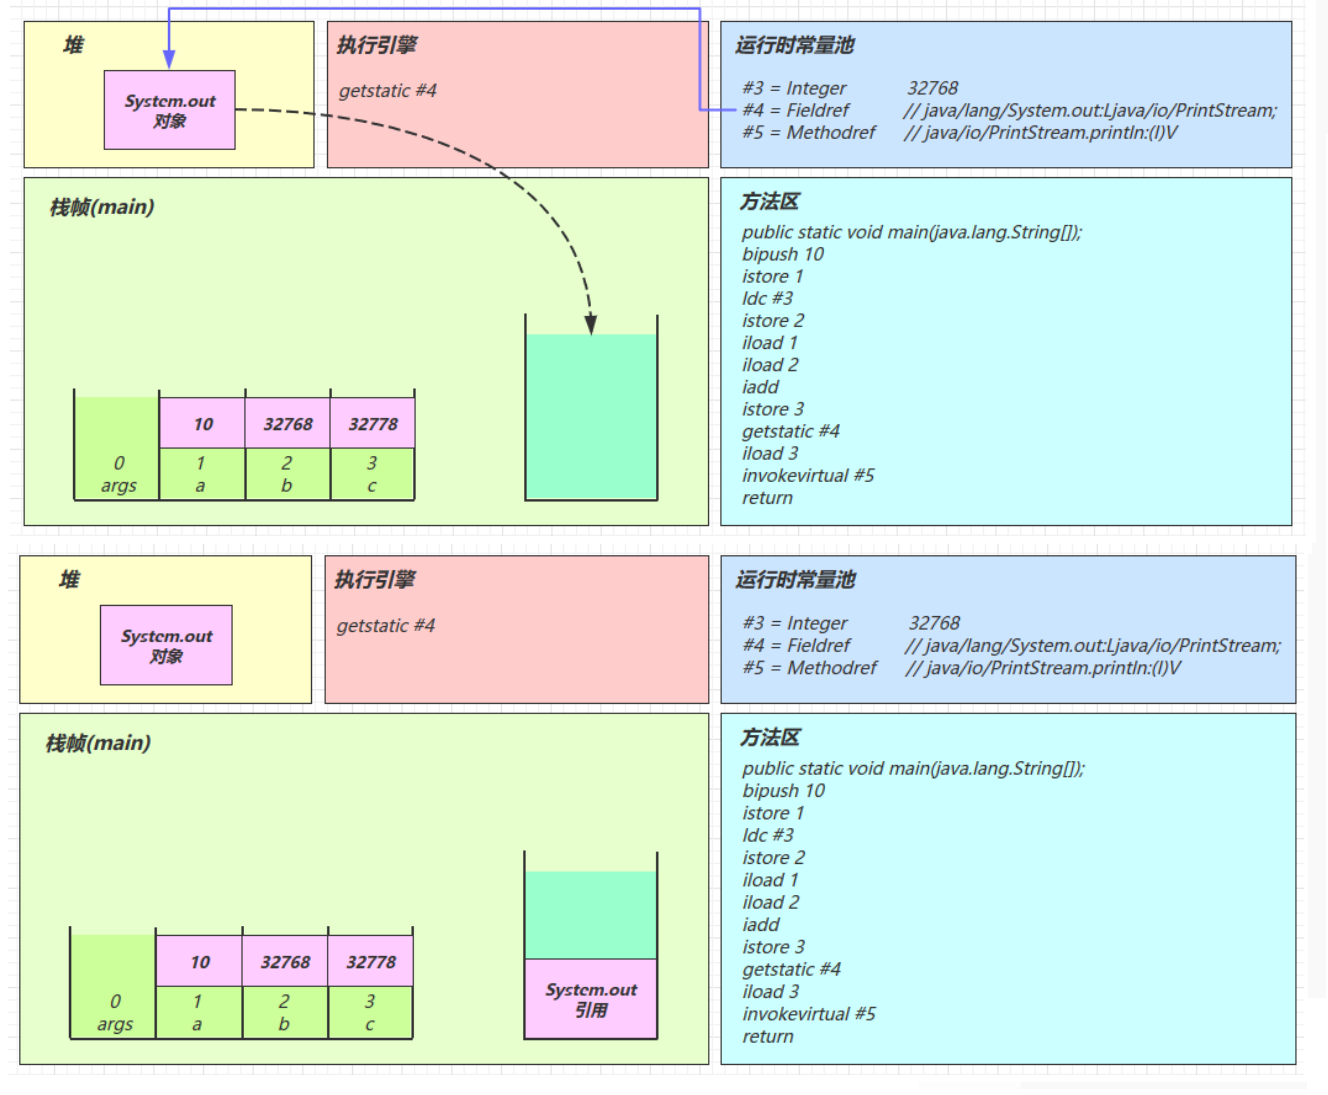 堆
System.out
对象
执行引擎
getstatic #4
运行时常量池
#3 = Integer 32768
#4 = Fieldref // java/lang/System.out:Ljava/io/PrintStream;
#5 = Methodref // java/io/PrintStream.println:(I)V
栈帧(main)
10 32768 32778
0 1 2 3
args a b c
方法区
public static void main(java.lang.String[]);
bipush 10
istore 1
ldc #3
istore 2
iload 1
iload 2
iadd
istore 3
getstatic #4
iload 3
invokevirtual #5
return
堆
System.out
对象
执行引擎
getstatic #4
运行时常量池
#3 = Integer 32768
#4 = Fieldref // java/lang/System.out:Ljava/io/PrintStream;
#5 = Methodref // java/io/PrintStream.println:(I)V
栈帧(main)
10 32768 32778
0 1 2 3
args a b c
System.out
引用
方法区
public static void main(java.lang.String[]);
bipush 10
istore 1
ldc #3
istore 2
iload 1
iload 2
iadd
istore 3
getstatic #4
iload 3
invokevirtual #5
return